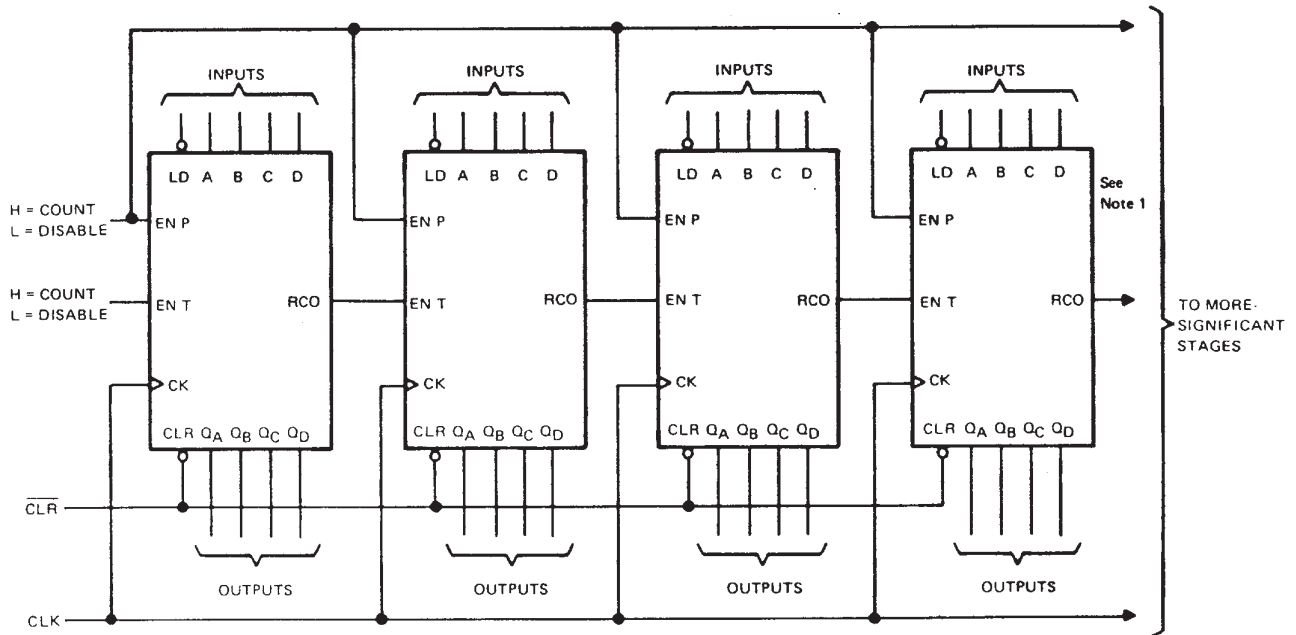 INPUTS INPUTS INPUTS INPUTS
LD A B C D LD A B C D LD A B C D LD A B C D
See
Note 1
H = COUNT
L = DISABLE
EN P EN P EN P EN P
H = COUNT
L = DISABLE
EN T RCO EN T RCO EN T RCO EN T RCO
TO MORE-
SIGNIFICANT
STAGES
CK CK CK CK
CLR QA QB QC QD CLR QA QB QC QD CLR QA QB QC QD CLR QA QB QC QD
CLR
OUTPUTS OUTPUTS OUTPUTS OUTPUTS
CLK